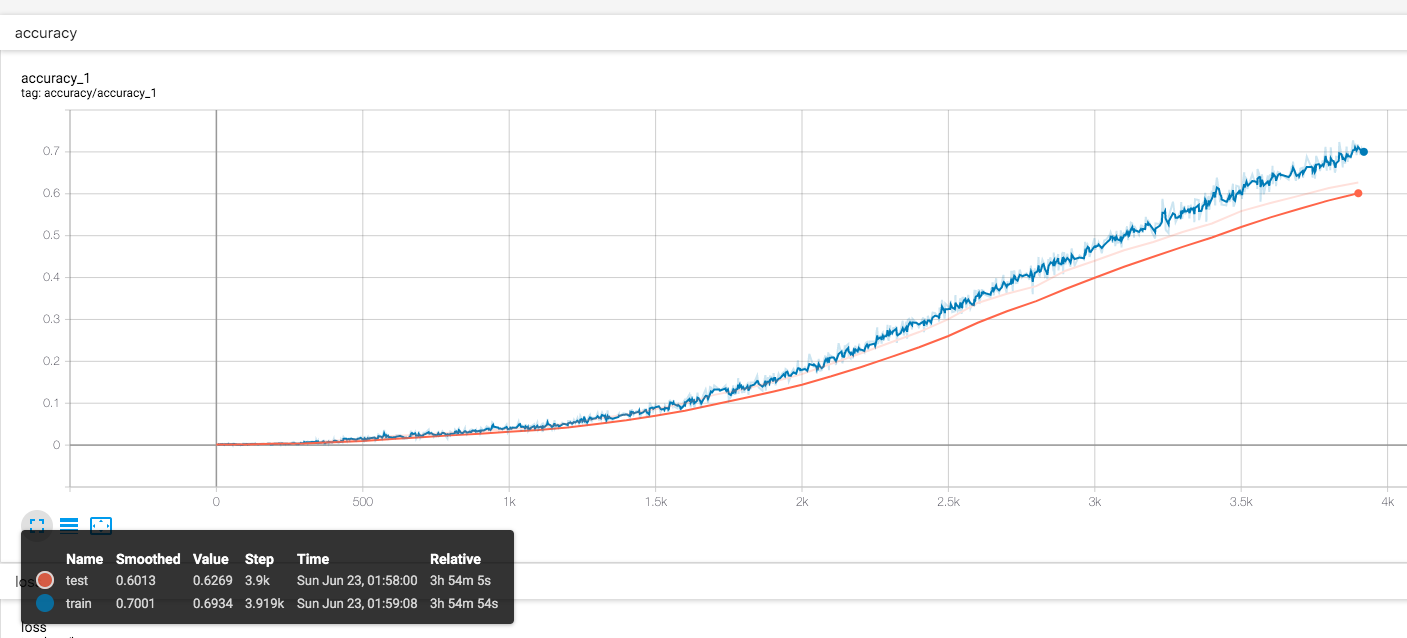 accuracy
accuracy_1
tag: accuracy/accuracy_1
0.7
0.6
0.5
0.4
0.3
0.2
0.1
0
0 500 1k 1.5k 2k 2.5k 3k 3.5k 4k
Name Smoothed Value Step Time Relative
test 0.6013 0.6269 3.9k Sun Jun 23, 01:58:00 3h 54m 5s
train 0.7001 0.6934 3.919k Sun Jun 23, 01:59:08 3h 54m 54s
loss